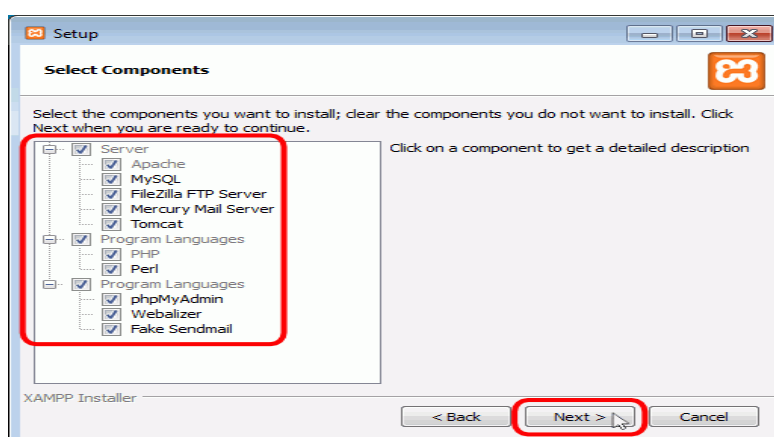 Setup
Select Components
Select the components you want to install; clear the components you do not want to install. Click
Next when you are ready to continue.
Server
Apache
MySQL
FileZilla FTP Server
Mercury Mail Server
Tomcat
Program Languages
PHP
Perl
Program Languages
phpMyAdmin
Webalizer
Fake Sendmail
Click on a component to get a detailed description
XAMPP Installer
< Back Next > Cancel